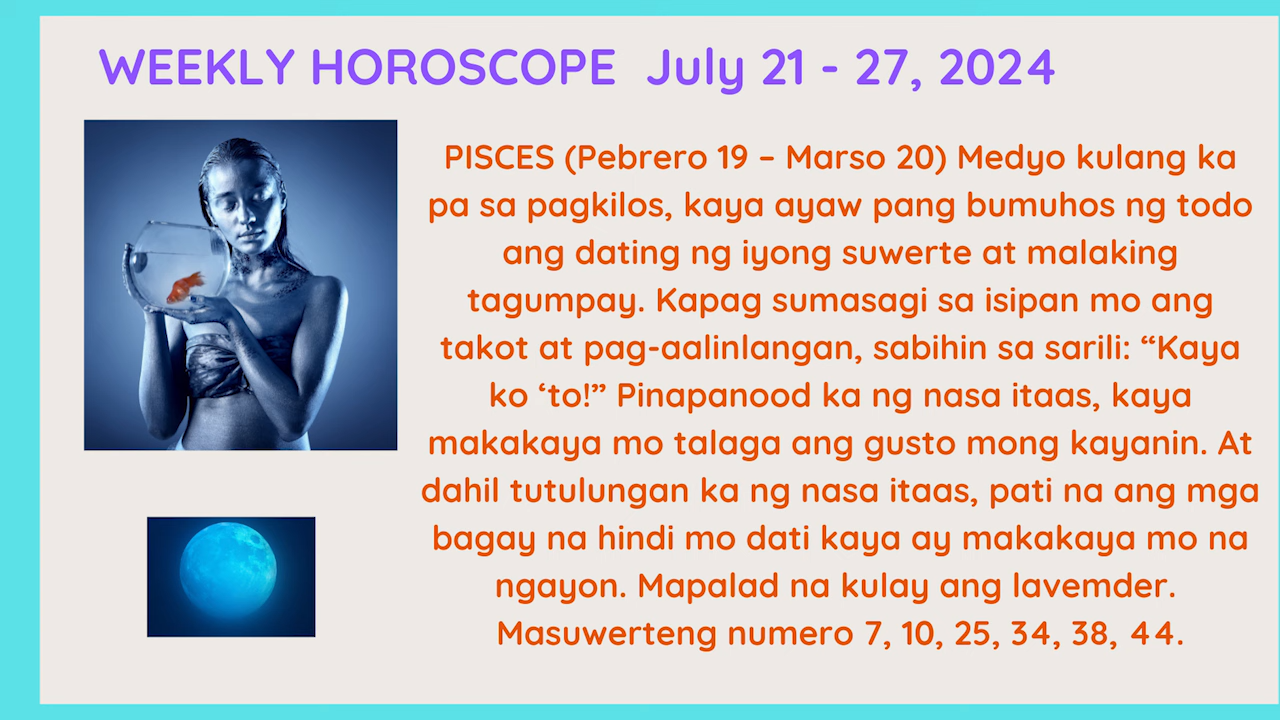 WEEKLY HOROSCOPE July 21 - 27, 2024
PISCES (Pebrero 19 – Marso 20) Medyo kulang ka
pa sa pagkilos, kaya ayaw pang bumuhos ng todo
ang dating ng iyong suwerte at malaking
tagumpay. Kapag sumasagi sa isipan mo ang
takot at pag-aalinlangan, sabihin sa sarili: “Kaya
ko ‘to!” Pinapanood ka ng nasa itaas, kaya
makakaya mo talaga ang gusto mong kayanin. At
dahil tutulungan ka ng nasa itaas, pati na ang mga
bagay na hindi mo dati kaya ay makakaya mo na
ngayon. Mapalad na kulay ang lavemder.
Masuwerteng numero 7, 10, 25, 34, 38, 44.